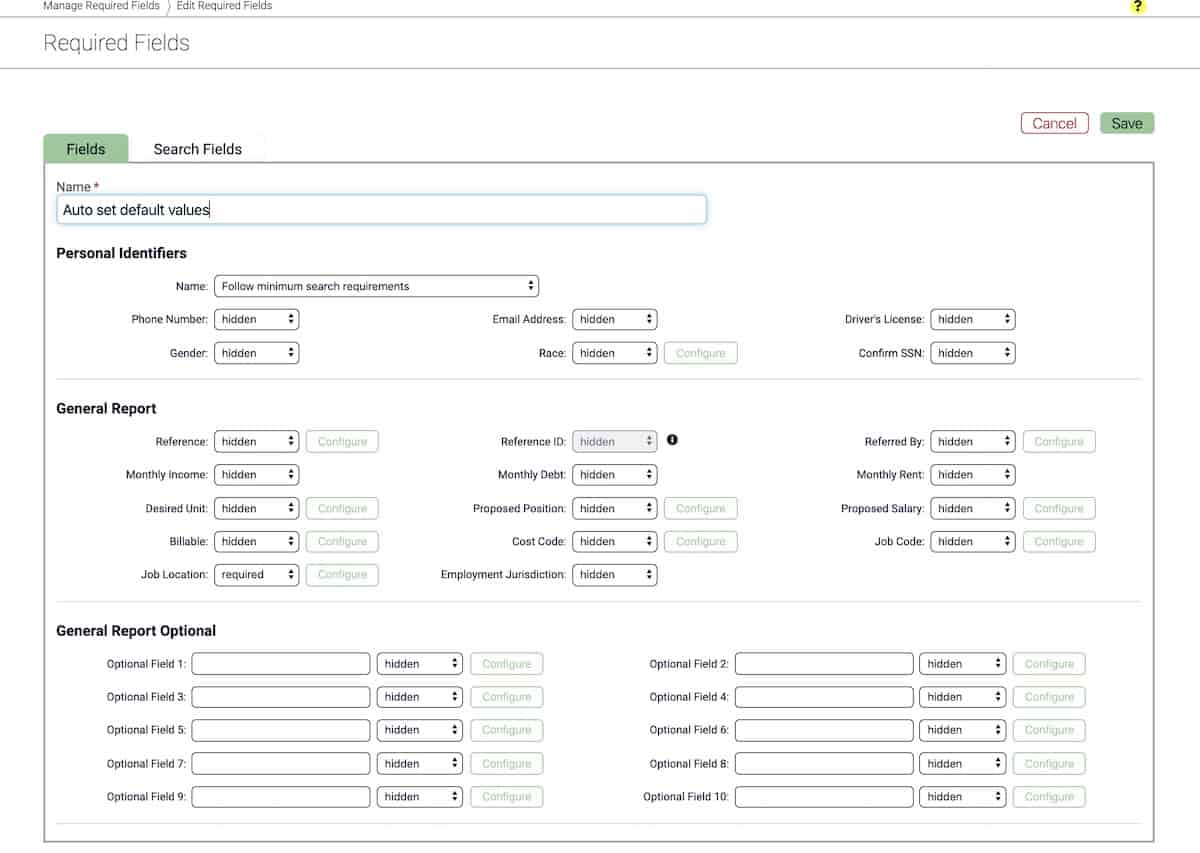 Manage Required Fields Edit Required Fields ?
Required Fields
Cancel Save
Fields Search Fields
Name *
Auto set default values
Personal Identifiers
Name: Follow minimum search requirements
Phone Number: hidden Email Address: hidden Driver's License: hidden
Gender: hidden Race: hidden Configure Confirm SSN: hidden
General Report
Reference: hidden Configure Reference ID: hidden i Referred By: hidden Configure
Monthly Income: hidden Monthly Debt: hidden Monthly Rent: hidden
Desired Unit: hidden Configure Proposed Position: hidden Configure Proposed Salary: hidden Configure
Billable: hidden Configure Cost Code: hidden Configure Job Code: hidden Configure
Job Location: required Configure Employment Jurisdiction: hidden
General Report Optional
Optional Field 1: hidden Configure Optional Field 2: hidden Configure
Optional Field 3: hidden Configure Optional Field 4: hidden Configure
Optional Field 5: hidden Configure Optional Field 6: hidden Configure
Optional Field 7: hidden Configure Optional Field 8: hidden Configure
Optional Field 9: hidden Configure Optional Field 10: hidden Configure